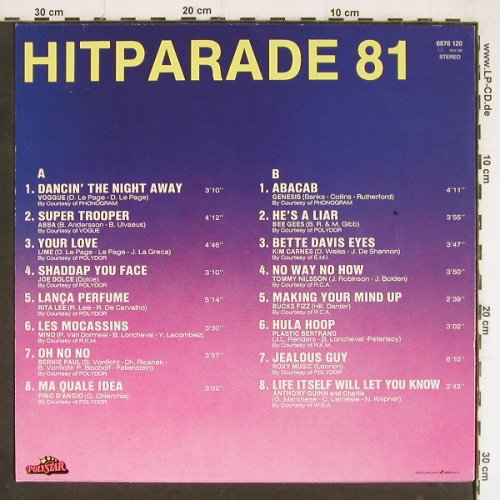 30 cm
20 cm
10 cm
www.LP-CD.de
10 cm
20 cm
HITPARADE 81
6878 120
STEREO
A
1. DANCIN' THE NIGHT AWAY 3'10"
VOGGUE (D. Le Page - D. Le Page)
By Courtesy of PHONOGRAM
2. SUPER TROOPER 4'12"
ABBA (B. Andersson - B. Ulvaeus)
By Courtesy of VOGUE
3. YOUR LOVE 4'46"
LIME (D. Le Page - Le Page - J. La Greca)
By Courtesy of POLYDOR
4. SHADDAP YOU FACE 3'10"
JOE DOLCE (Dolce)
By Courtesy of R.K.M.
5. LANÇA PERFUME 5'14"
RITA LEE (R. Lee - R. De Carvalho)
By Courtesy of POLYDOR
6. LES MOCASSINS 3'30"
MINO (P. Van Dormael - B. Loncheval - Y. Lacomblez)
By Courtesy of R.K.M.
7. OH NO NO 3'57"
BERNIE PAUL (G. Vonficht - Ch. Ricanek -
B. Vonficht - P. Bischoff - Fallenstein)
By Courtesy of POLYDOR
8. MA QUALE IDEA 3'02"
PINO D'ANGIO (G. Chierchia)
By Courtesy of POLYDOR
B
1. ABACAB 4'11"
GENESIS (Banks - Collins - Rutherford)
By Courtesy of PHONOGRAM
2. HE'S A LIAR 3'55"
BEE GEES (B. R. & M. Gibb)
By Courtesy of POLYDOR
3. BETTE DAVIS EYES 3'47"
KIM CARNES (D. Weiss - J. De Shannon)
By Courtesy of E.M.I.
4. NO WAY NO HOW 3'50"
TOMMY NILSSON (J. Robinson - J. Bolden)
By Courtesy of R.C.A.
5. MAKING YOUR MIND UP 2'39"
BUCKS FIZZ (Hill, Danter)
By Courtesy of R.C.A.
6. HULA HOOP 3'02"
PLASTIC BERTRAND
(J.L. Hendden - B. Loncheval - Peterlacy)
By Courtesy of R.K.M.
7. JEALOUS GUY 6'10"
ROXY MUSIC (Lennon)
By Courtesy of POLYDOR
8. LIFE ITSELF WILL LET YOU KNOW 3'43"
ANTHONY QUINN and Charlie
(G. Marchese - C. Lemesle - N. Knipner)
By Courtesy of W.E.A.
POLYSTAR